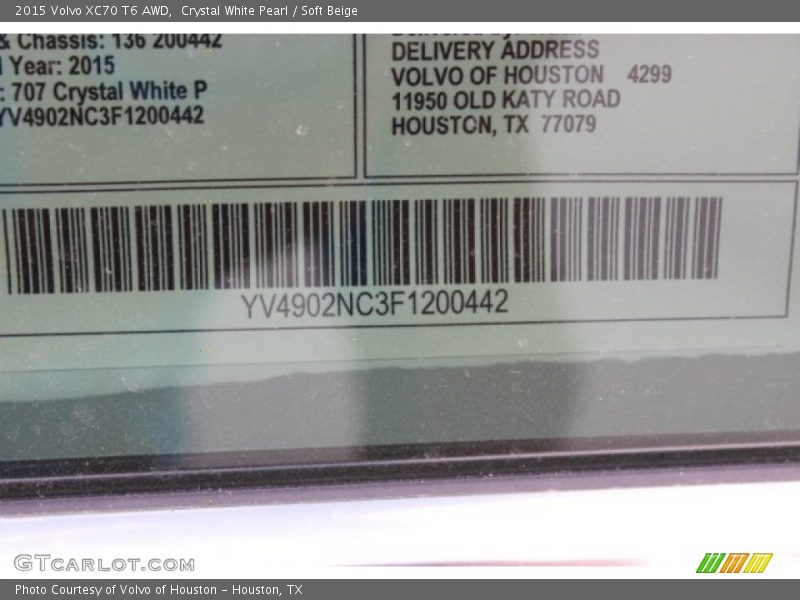 2015 Volvo XC70 T6 AWD,  Crystal White Pearl / Soft Beige
& Chassis: 136 200442
Year: 2015
: 707 Crystal White P
YV4902NC3F1200442
DELIVERY ADDRESS
VOLVO OF HOUSTON 4299
11950 OLD KATY ROAD
HOUSTON, TX 77079
YV4902NC3F1200442
GTCARLOT.COM
Photo Courtesy of Volvo of Houston – Houston, TX